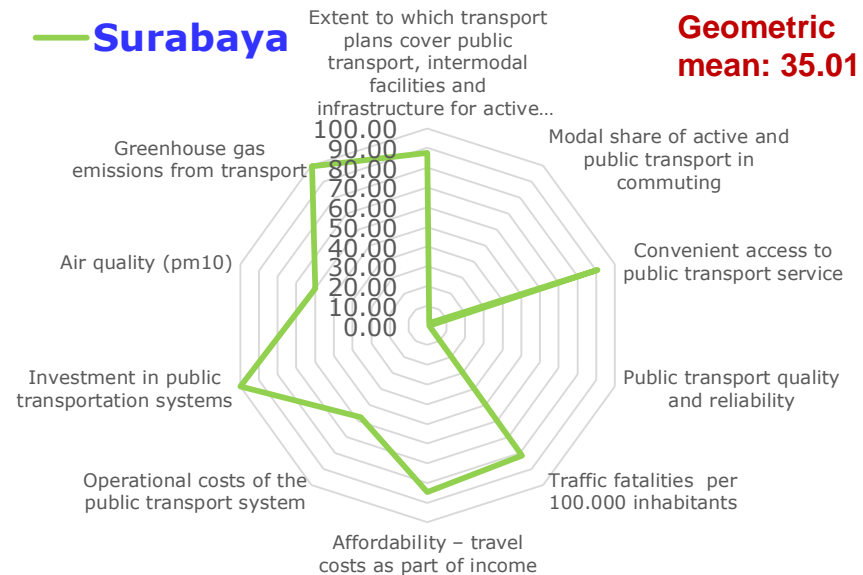 Surabaya
Geometric
mean: 35.01
Extent to which transport
plans cover public
transport, intermodal
facilities and
infrastructure for active…
Modal share of active and
public transport in
commuting
Convenient access to
public transport service
Public transport quality
and reliability
Traffic fatalities  per
100.000 inhabitants
Affordability – travel
costs as part of income
Operational costs of the
public transport system
Investment in public
transportation systems
Air quality (pm10)
Greenhouse gas
emissions from transport
100.00
90.00
80.00
70.00
60.00
50.00
40.00
30.00
20.00
10.00
0.00